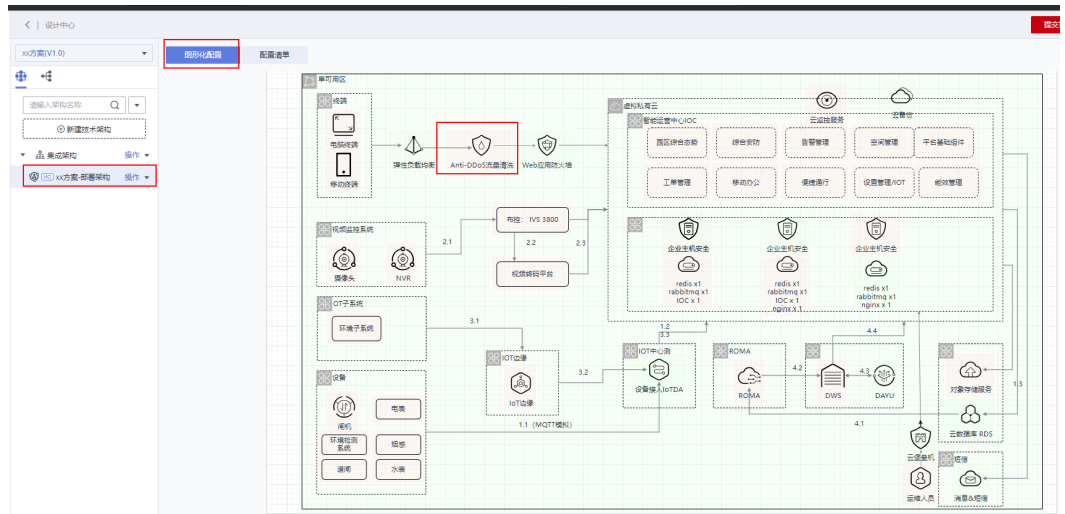 设计中心
提交
xx方案(V1.0)
图形化配置
配置清单
请输入架构名称
新建技术架构
集成架构
操作
HC
xx方案-部署架构
操作
单可用区
终端
电脑终端
移动终端
弹性负载均衡
Anti-DDoS流量清洗
Web应用防火墙
虚拟私有云
云监控服务
云备份
智能运营中心IOC
园区综合态势
综合安防
告警管理
空间管理
平台基础组件
工单管理
移动办公
便捷通行
设置管理/IOT
能效管理
企业主机安全
企业主机安全
企业主机安全
redis x1
rabbitmq x1
IOC x 1
redis x1
rabbitmq x1
IOC x 1
nginx x 1
redis x1
rabbitmq x1
nginx x 1
视频监控系统
摄像头
NVR
2.1
布控： IVS 3800
2.2
2.3
视频转码平台
OT子系统
环境子系统
3.1
IOT边缘
IoT边缘
3.2
1.2
3.3
IOT中心测
设备接入IoTDA
ROMA
ROMA
4.2
4.4
DWS
4.3
DAYU
对象存储服务
1.3
云数据库 RDS
4.1
设备
闸机
电表
环境检测
系统
烟感
道闸
水表
1.1（MQTT模拟）
云堡垒机
运维人员
短信
消息&短信